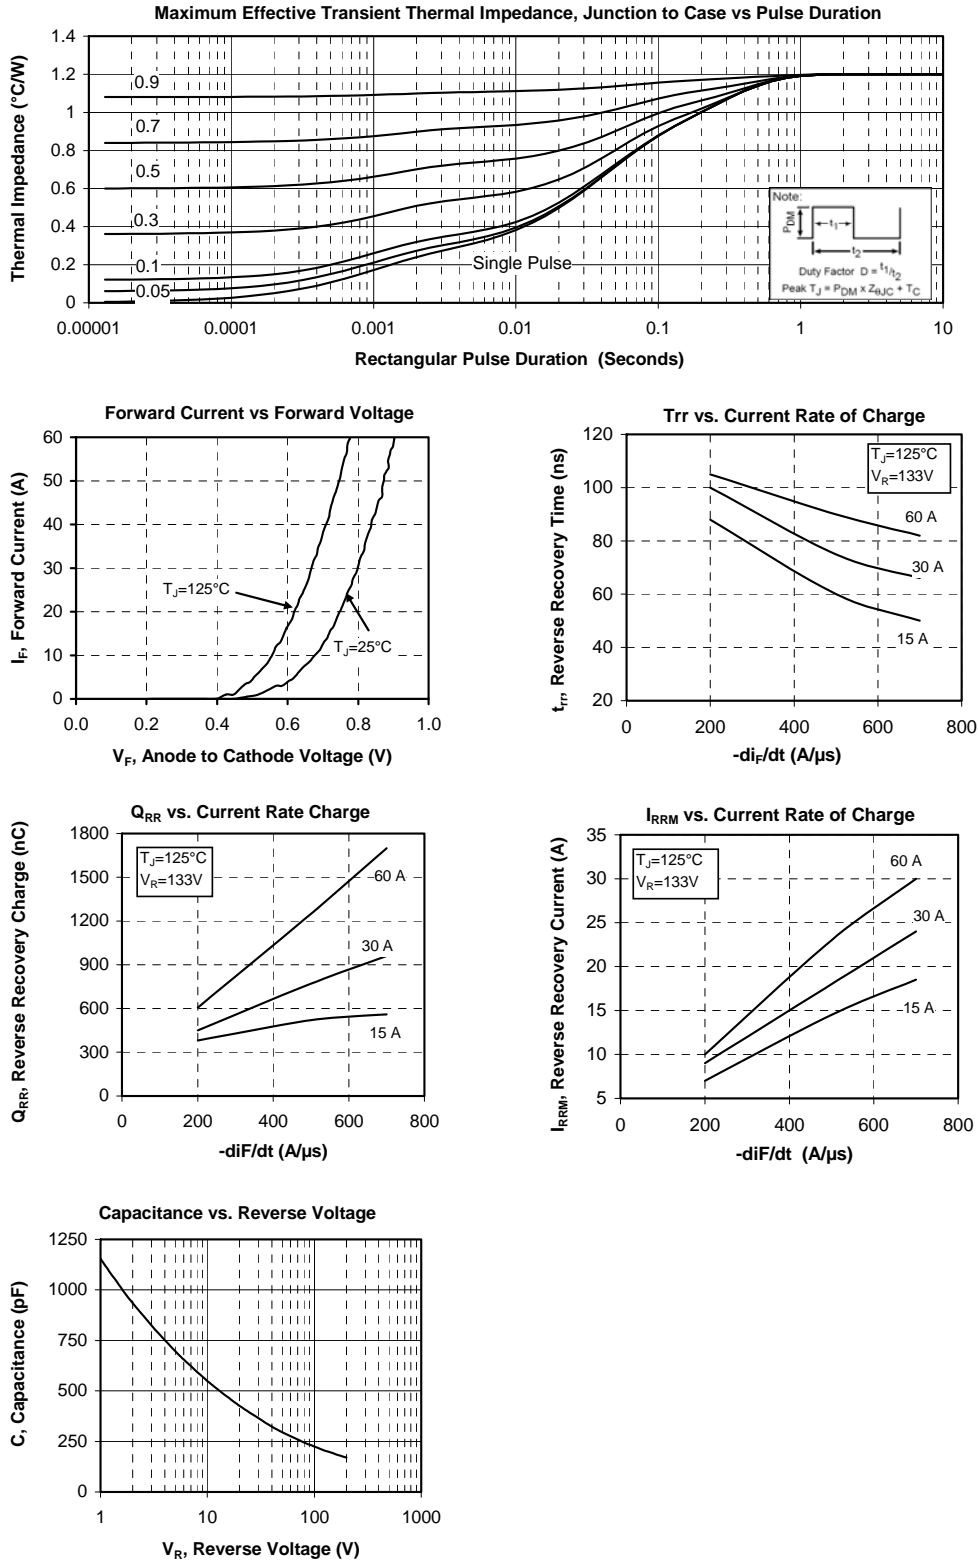 Maximum Effective Transient Thermal Impedance, Junction to Case vs Pulse Duration
Thermal Impedance (°C/W)
1.4
1.2
1
0.8
0.6
0.4
0.2
0
0.9
0.7
0.5
0.3
0.1
0.05
Single Pulse
Note:
PDM
t1
t2
Duty Factor D = t1/t2
Peak TJ = PDM x ZθJC + TC
0.00001 0.0001 0.001 0.01 0.1 1 10
Rectangular Pulse Duration (Seconds)
Forward Current vs Forward Voltage
IF, Forward Current (A)
60
50
40
30
20
10
0
TJ=125°C
TJ=25°C
0.0 0.2 0.4 0.6 0.8 1.0
VF, Anode to Cathode Voltage (V)
Trr vs. Current Rate of Charge
trr, Reverse Recovery Time (ns)
120
100
80
60
40
20
TJ=125°C
VR=133V
60 A
30 A
15 A
0 200 400 600 800
-diF/dt (A/µs)
QRR vs. Current Rate Charge
QRR, Reverse Recovery Charge (nC)
1800
1500
1200
900
600
300
0
TJ=125°C
VR=133V
60 A
30 A
15 A
0 200 400 600 800
-diF/dt (A/µs)
IRRM vs. Current Rate of Charge
IRRM, Reverse Recovery Current (A)
35
30
25
20
15
10
5
TJ=125°C
VR=133V
60 A
30 A
15 A
0 200 400 600 800
-diF/dt (A/µs)
Capacitance vs. Reverse Voltage
C, Capacitance (pF)
1250
1000
750
500
250
0
1 10 100 1000
VR, Reverse Voltage (V)